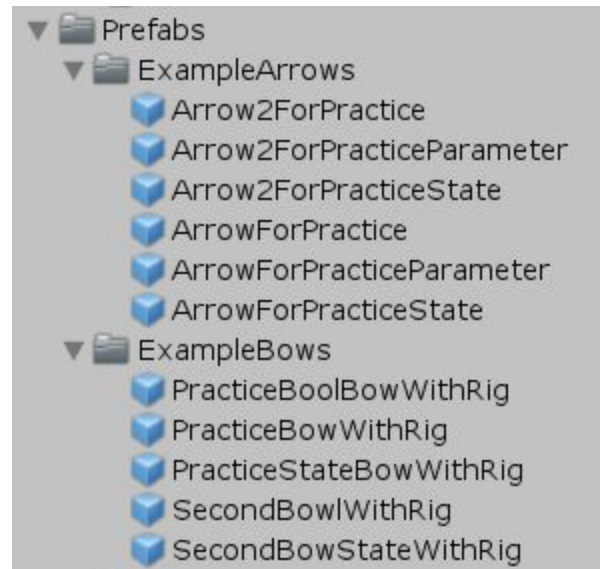 Prefabs
ExampleArrows
Arrow2ForPractice
Arrow2ForPracticeParameter
Arrow2ForPracticeState
ArrowForPractice
ArrowForPracticeParameter
ArrowForPracticeState
ExampleBows
PracticeBoolBowWithRig
PracticeBowWithRig
PracticeStateBowWithRig
SecondBowlWithRig
SecondBowStateWithRig